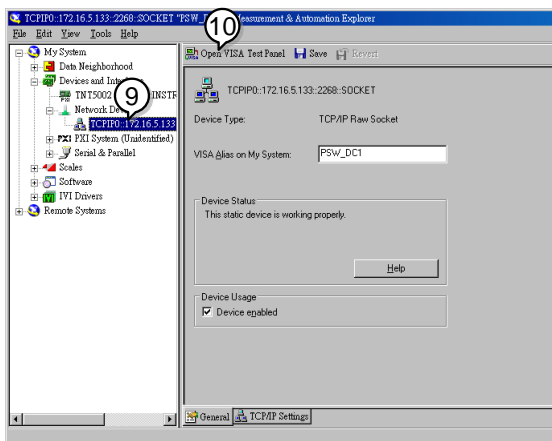 TCPIP0::172.16.5.133::2268::SOCKET "PSW_ Measurement & Automation Explorer
File Edit View Tools Help
10
Open VISA Test Panel Save Revert
My System
Data Neighborhood
Devices and
TNT5002 INSTR
9
Network
TCPIP0::172.16.5.133
PXI PXI System (Unidentified)
Serial & Parallel
Scales
Software
IVI Drivers
Remote Systems
TCPIP0::172.16.5.133::2268::SOCKET
Device Type: TCP/IP Raw Socket
VISA Alias on My System: PSW_DC1
Device Status
This static device is working properly.
Help
Device Usage
Device enabled
General TCP/IP Settings